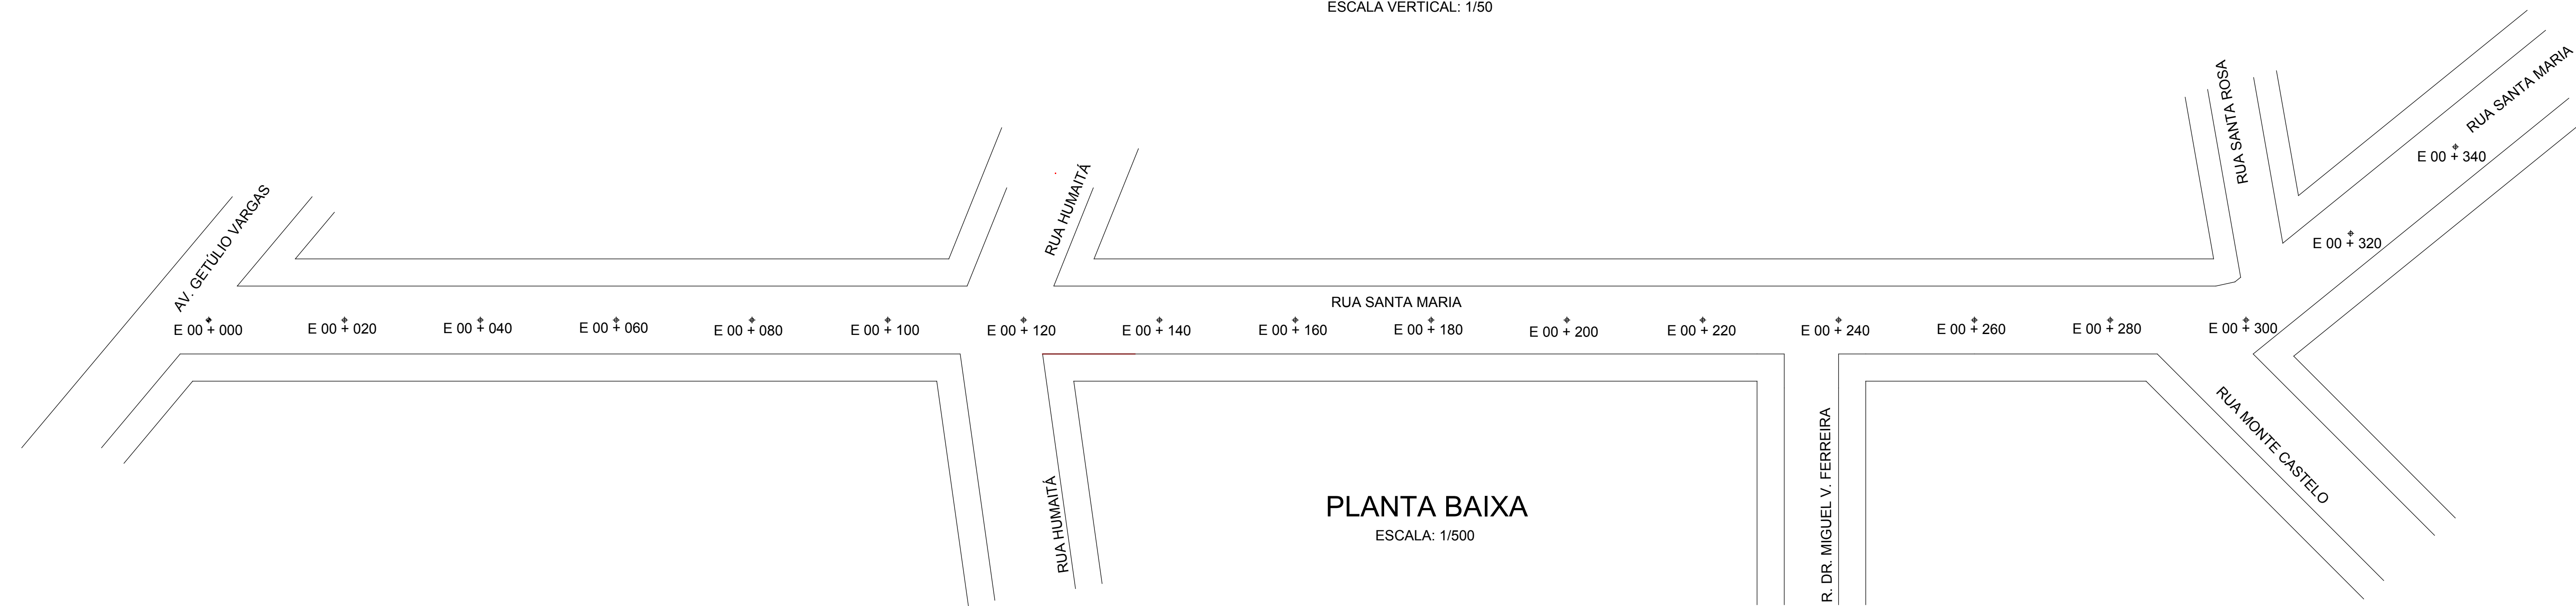 ESCALA VERTICAL: 1/50
RUA SANTA MARIA
RUA SANTA ROSA
E 00 + 340
AV. GETÚLIO VARGAS
RUA HUMAITÁ
E 00 + 320
RUA SANTA MARIA
E 00 + 000
E 00 + 020
E 00 + 040
E 00 + 060
E 00 + 080
E 00 + 100
E 00 + 120
E 00 + 140
E 00 + 160
E 00 + 180
E 00 + 200
E 00 + 220
E 00 + 240
E 00 + 260
E 00 + 280
E 00 + 300
RUA MONTE CASTELO
R. DR. MIGUEL V. FERREIRA
RUA HUMAITÁ
PLANTA BAIXA
ESCALA: 1/500